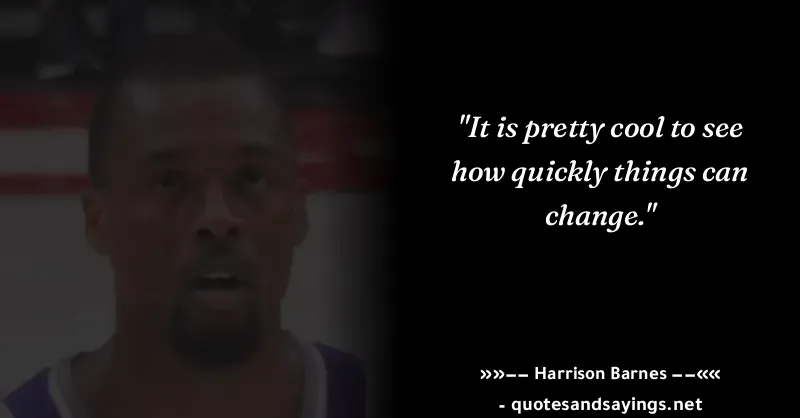 "It is pretty cool to see
how quickly things can
change."
»»−− Harrison Barnes −−««
- quotesandsayings.net